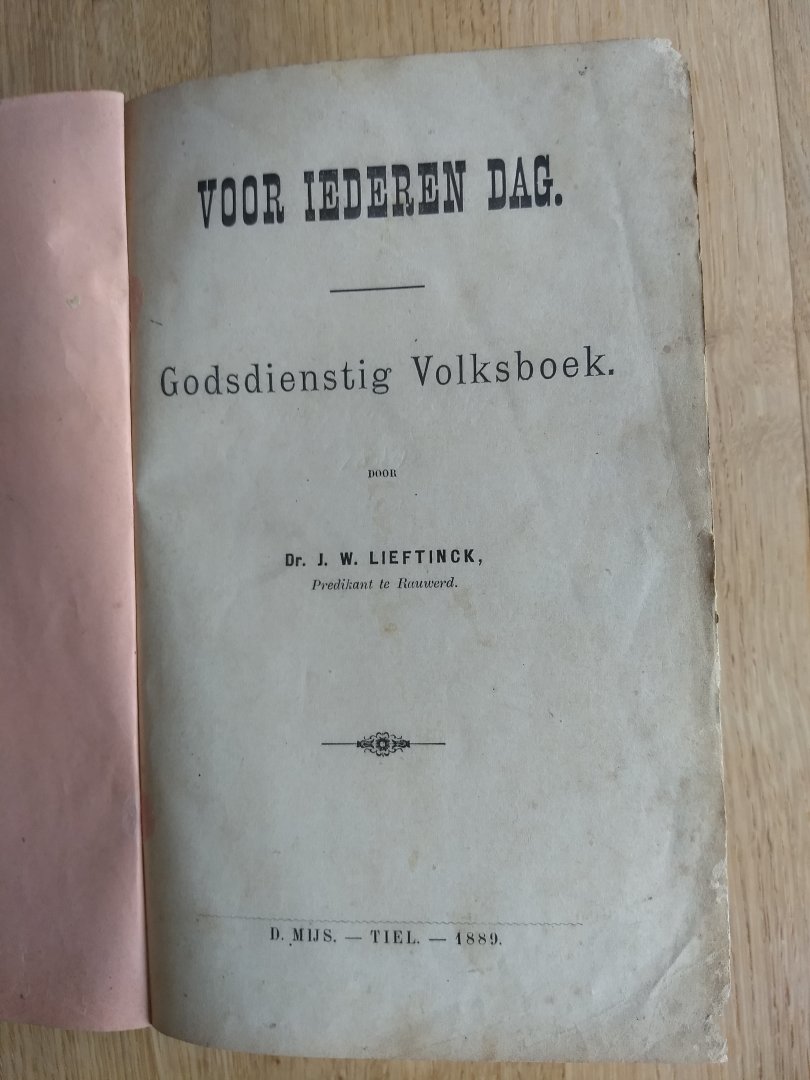 VOOR IEDEREN DAG.
Godsdienstig Volksboek.
DOOR
Dr. J. W. LIEFTINCK,
Predikant te Rauwerd.
D. MIJS. — TIEL. — 1889.